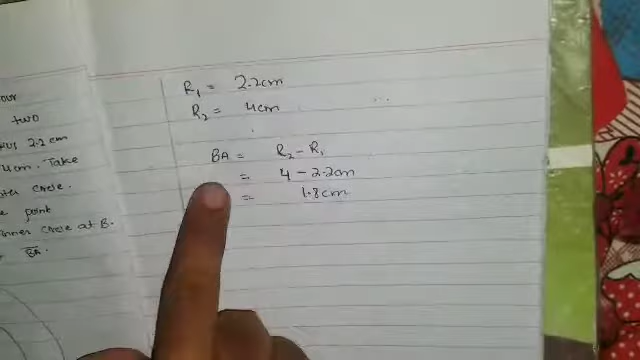 two
2.2 cm
4cm. Take
circle.
point
inner circle at B.
BA.
R₁ = 2.2cm
R₂ = 4cm
BA = R₂ - R₁
= 4 - 2.2cm
= 1.8cm